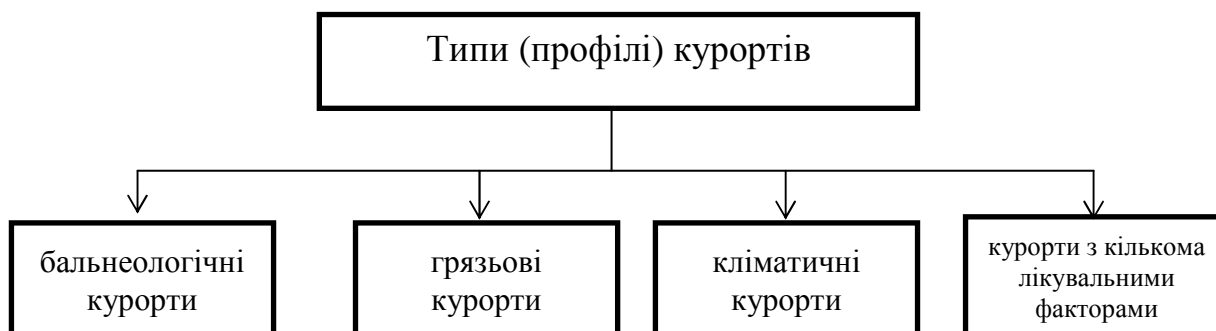 Типи (профілі) курортів
бальнеологічні
курорти
грязьові
курорти
кліматичні
курорти
курорти з кількома
лікувальними
факторами